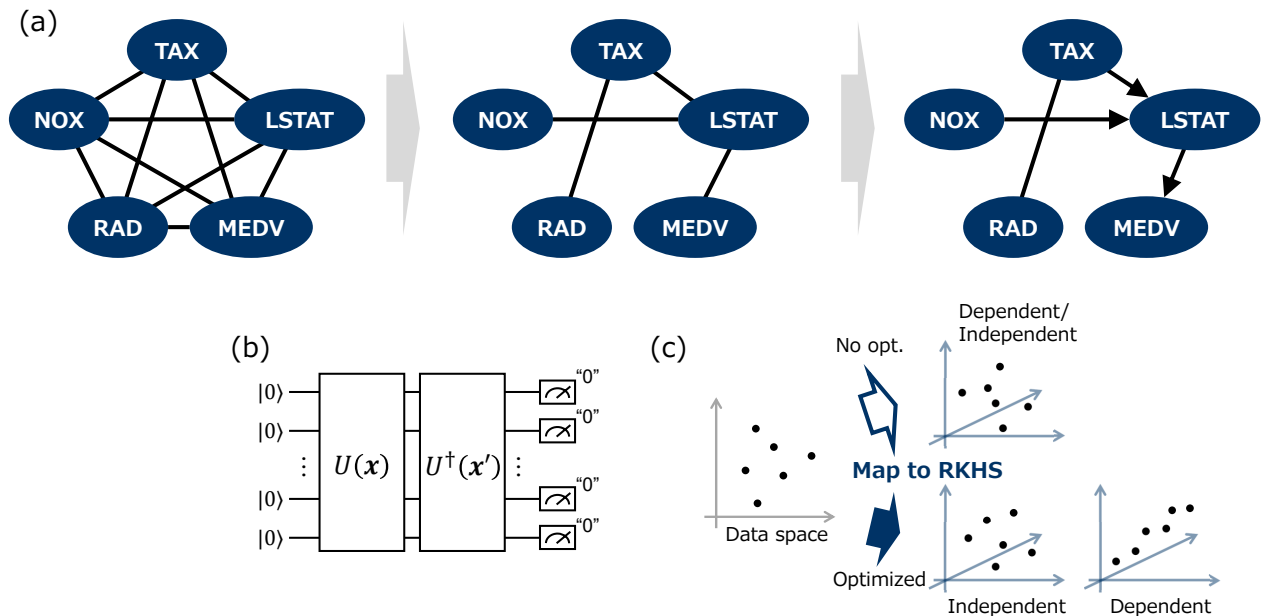 (a)
TAX
NOX
LSTAT
RAD
MEDV
TAX
NOX
LSTAT
RAD
MEDV
TAX
NOX
LSTAT
RAD
MEDV
(b)
|0⟩
|0⟩
⋮
|0⟩
|0⟩
U(x)
U†(x′)
⋮
“0”
“0”
“0”
“0”
(c)
Data space
No opt.
Map to RKHS
Optimized
Dependent/
Independent
Independent
Dependent